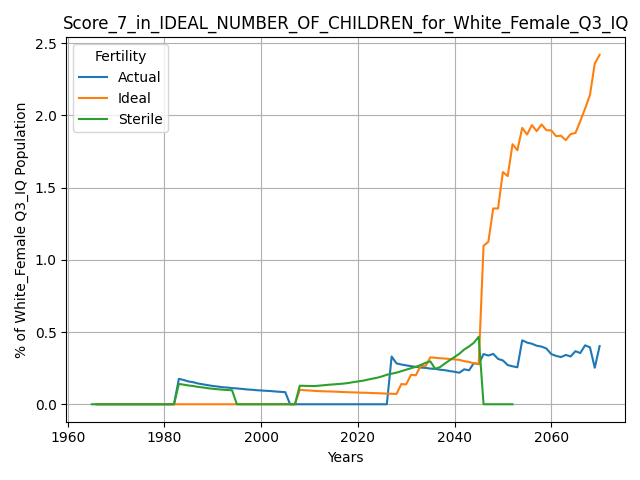 Score_7_in_IDEAL_NUMBER_OF_CHILDREN_for_White_Female_Q3_IQ
Fertility
Actual
Ideal
Sterile
% of White_Female Q3_IQ Population
2.5
2.0
1.5
1.0
0.5
0.0
1960
1980
2000
2020
2040
2060
Years